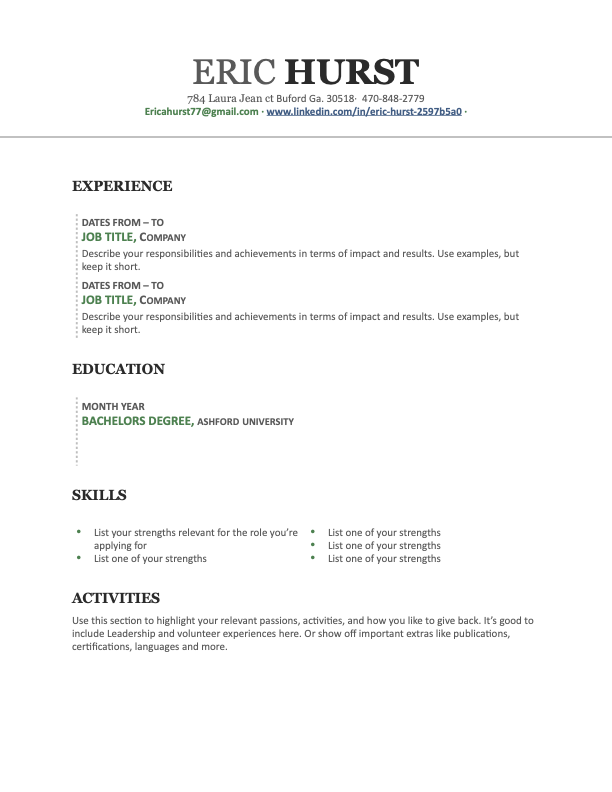 ERIC HURST
784 Laura Jean ct Buford Ga. 30518· 470-848-2779
Ericahurst77@gmail.com · www.linkedin.com/in/eric-hurst-2597b5a0 ·
EXPERIENCE
DATES FROM – TO
JOB TITLE, COMPANY
Describe your responsibilities and achievements in terms of impact and results. Use examples, but
keep it short.
DATES FROM – TO
JOB TITLE, COMPANY
Describe your responsibilities and achievements in terms of impact and results. Use examples, but
keep it short.
EDUCATION
MONTH YEAR
BACHELORS DEGREE, ASHFORD UNIVERSITY
SKILLS
• List your strengths relevant for the role you’re
applying for
• List one of your strengths
• List one of your strengths
• List one of your strengths
• List one of your strengths
ACTIVITIES
Use this section to highlight your relevant passions, activities, and how you like to give back. It’s good to
include Leadership and volunteer experiences here. Or show off important extras like publications,
certifications, languages and more.